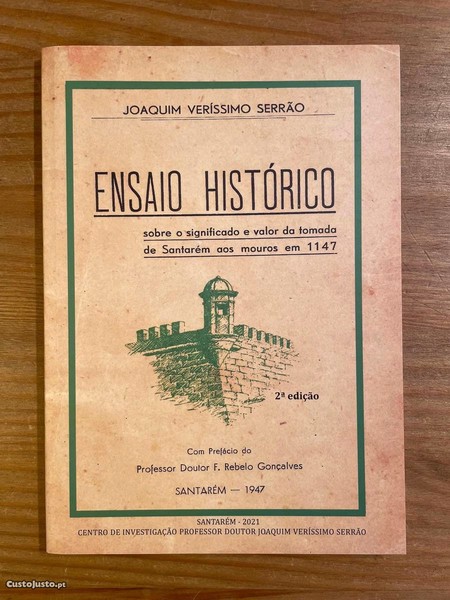 JOAQUIM VERÍSSIMO SERRÃO
ENSAIO HISTÓRICO
sobre o significado e valor da tomada
de Santarém aos mouros em 1147
2ª edição
Com Prefácio do
Professor Doutor F. Rebelo Gonçalves
SANTARÉM — 1947
SANTARÉM - 2021
CENTRO DE INVESTIGAÇÃO PROFESSOR DOUTOR JOAQUIM VERÍSSIMO SERRÃO
CustoJusto.pt